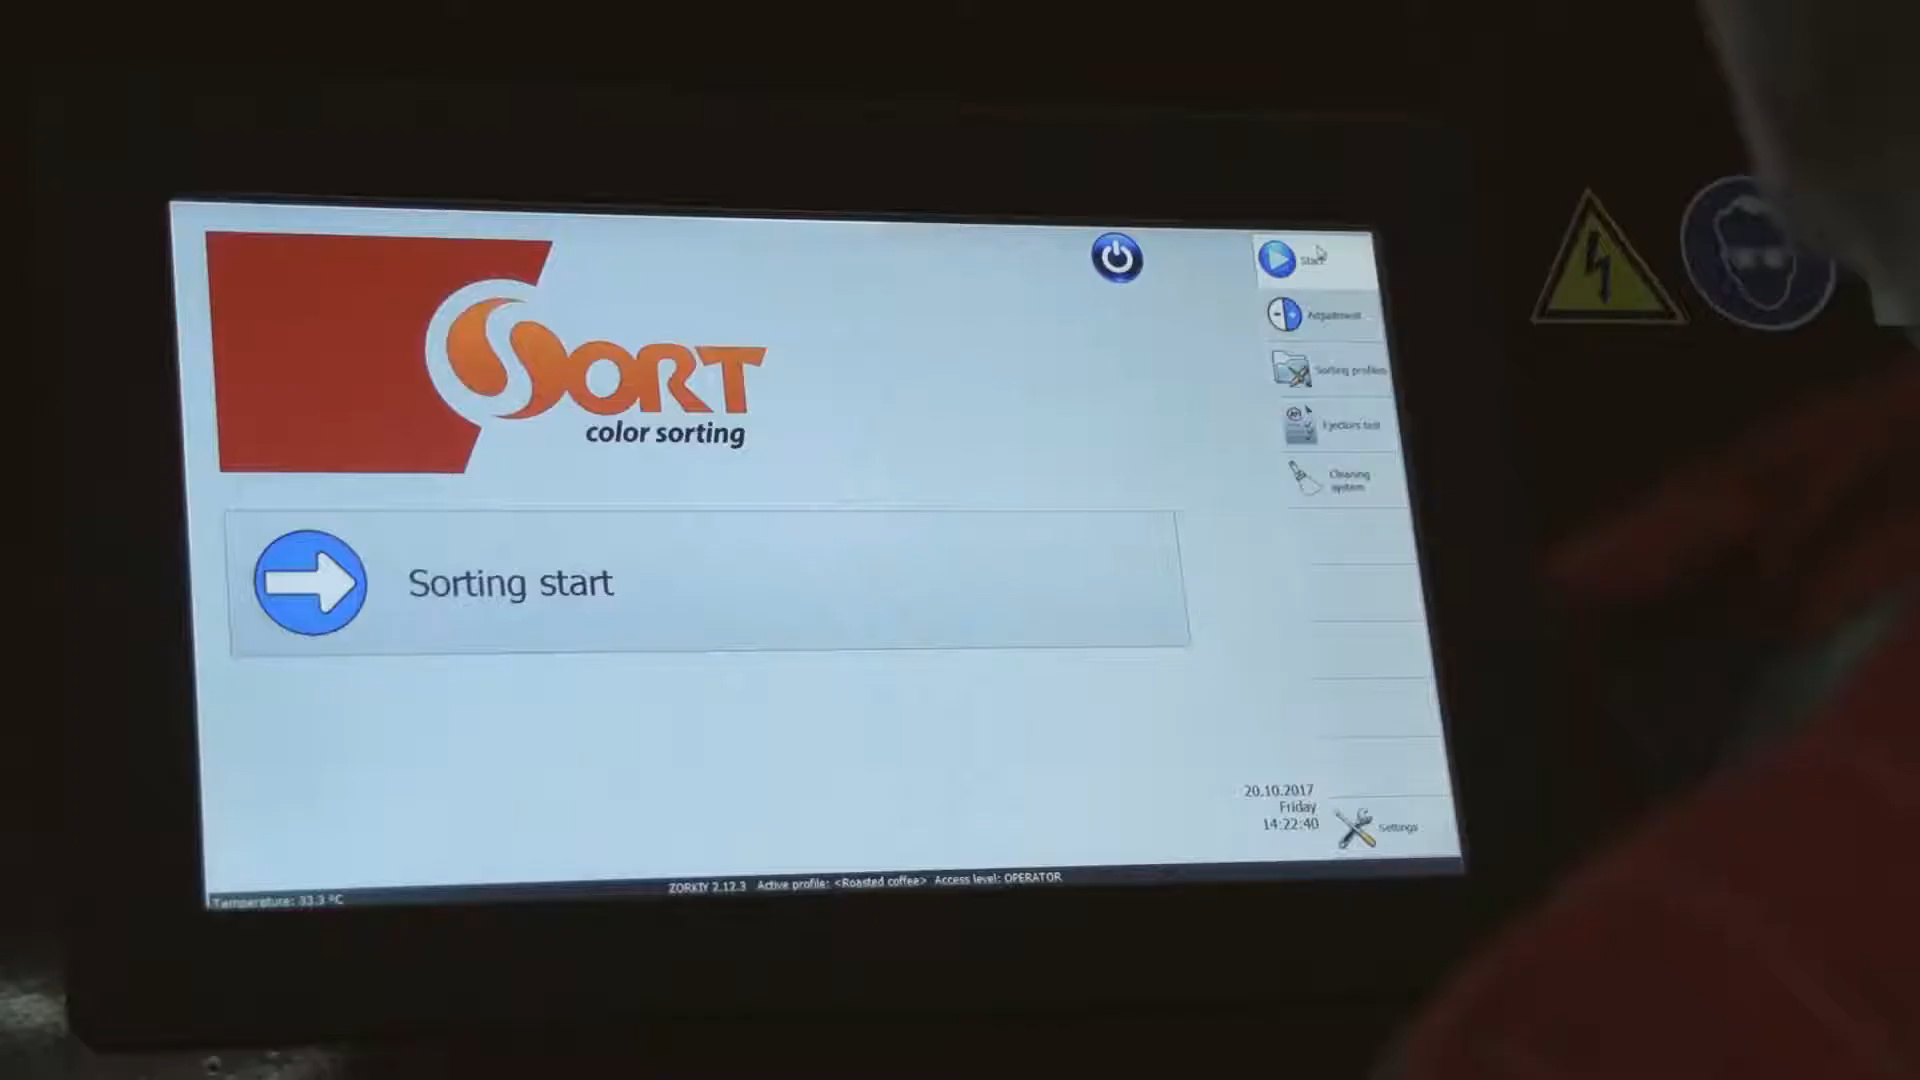 SORT
color sorting
Start
Adjustment
Sorting profiles
Ejectors test
Cleaning
system
Sorting start
20.10.2017
Friday
14:22:40
Settings
Temperature: 33.3 ºC
2.12.3 Active profile: <Roasted coffee> Access level: OPERATOR